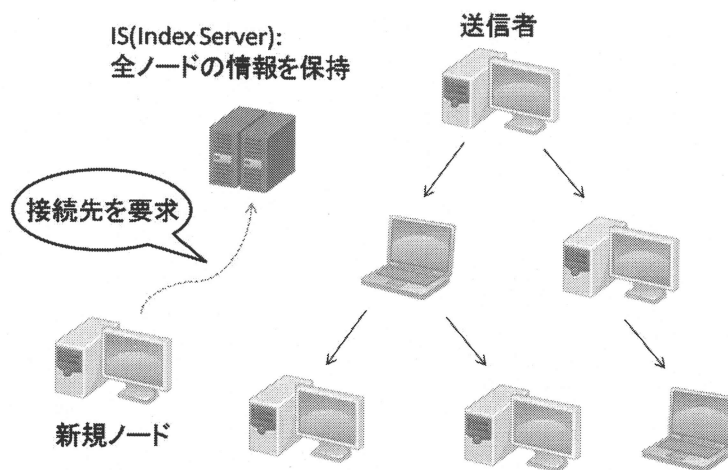 IS(Index Server):
全ノードの情報を保持
送信者
接続先を要求
新規ノード